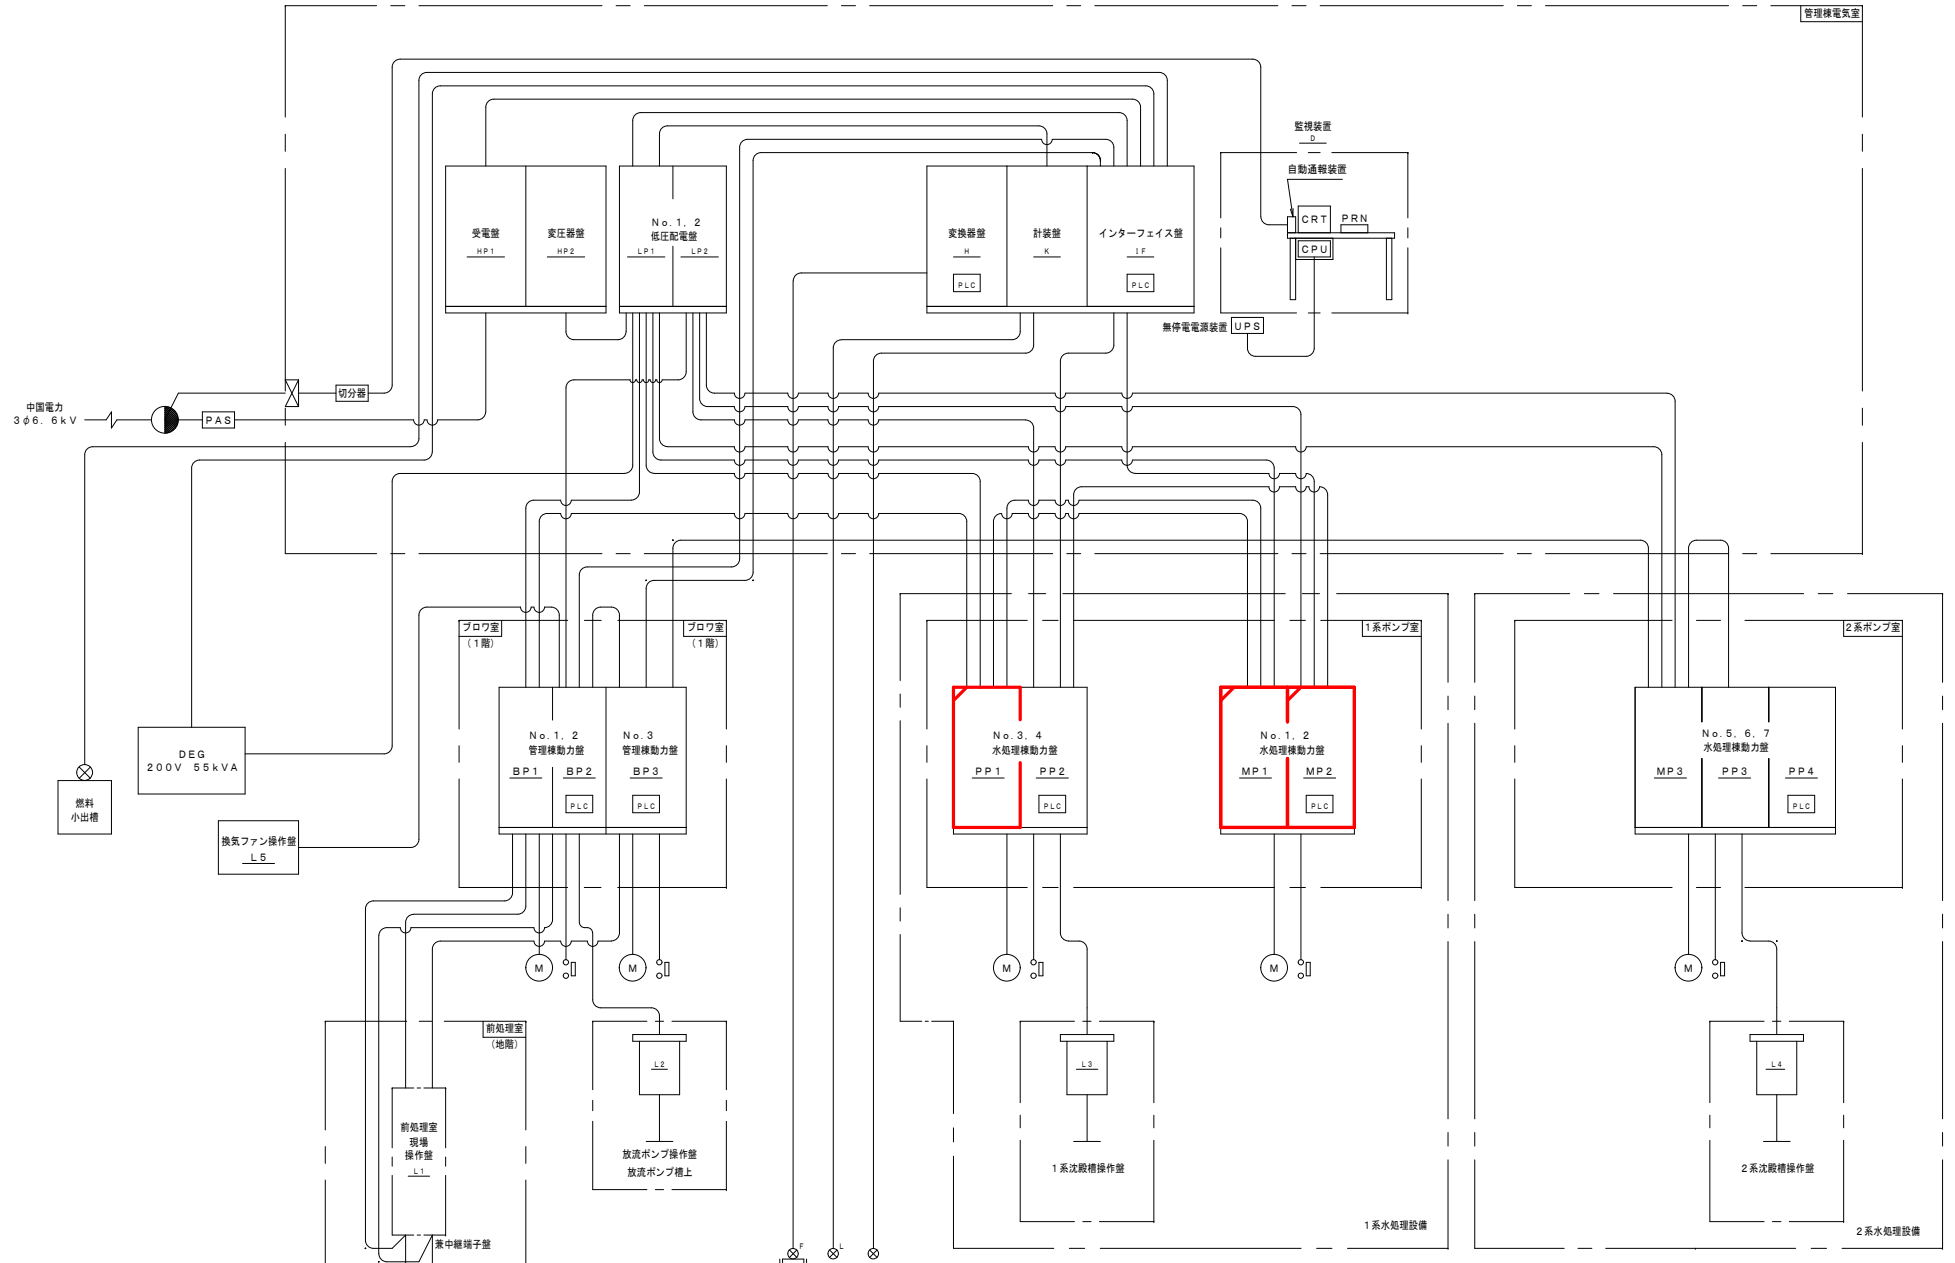 管理棟電気室
監視装置
D
自動通報装置
CRT PRN
CPU
受電盤
HP1
変圧器盤
HP2
No.1, 2
低圧配電盤
LP1 LP2
変換器盤
H
PLC
計装盤
K
インターフェイス盤
IF
PLC
無停電電源装置 UPS
中国電力
3φ6.6kV
PAS
切分器
ブロワ室
(1階)
ブロワ室
(1階)
1系ポンプ室
2系ポンプ室
DEG
200V 55kVA
燃料
小出槽
換気ファン操作盤
L5
No.1, 2
管理棟動力盤
BP1 BP2
PLC
No.3
管理棟動力盤
BP3
PLC
No.3, 4
水処理棟動力盤
PP1 PP2
PLC
No.1, 2
水処理棟動力盤
MP1 MP2
PLC
No.5, 6, 7
水処理棟動力盤
MP3 PP3 PP4
PLC
M
M
M
M
M
前処理室
(地階)
前処理室
現場
操作盤
L1
兼中継端子盤
L2
放流ポンプ操作盤
放流ポンプ槽上
L3
1系沈殿槽操作盤
1系水処理設備
L4
2系沈殿槽操作盤
2系水処理設備
F
L